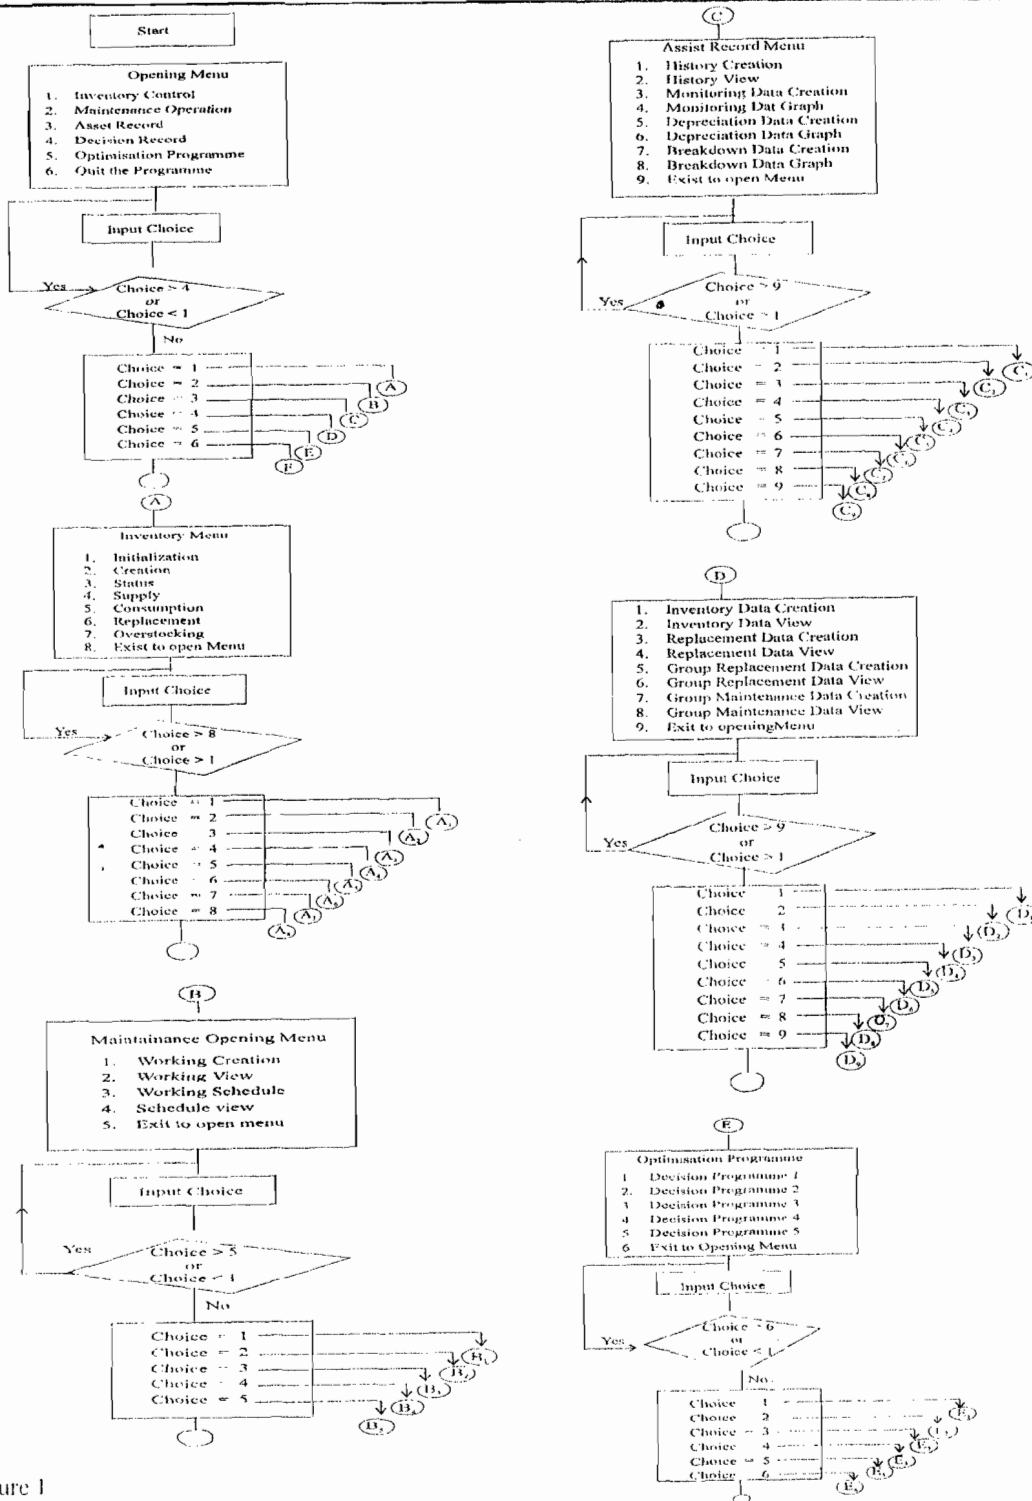 Start
Opening Menu
1. Inventory Control
2. Maintenance Operation
3. Asset Record
4. Decision Record
5. Optimisation Programme
6. Quit the Programme
Input Choice
Yes
Choice > 4
or
Choice < 1
No
Choice = 1
Choice = 2
Choice - 3
Choice - 4
Choice = 5
Choice - 6
A
B
C
D
E
F
A
Inventory Menu
1. Initialization
2. Creation
3. Status
4. Supply
5. Consumption
6. Replacement
7. Overstocking
8. Exist to open Menu
Input Choice
Yes
Choice > 8
or
Choice > 1
Choice = 1
Choice = 2
Choice 3
Choice - 4
Choice - 5
Choice - 6
Choice = 7
Choice = 8
B
Maintainance Opening Menu
1. Working Creation
2. Working View
3. Working Schedule
4. Schedule view
5. Exit to open menu
Input Choice
Yes
Choice > 5
or
Choice < 1
No
Choice - 1
Choice = 2
Choice - 3
Choice - 4
Choice = 5
ure 1
C
Assist Record Menu
1. History Creation
2. History View
3. Monitoring Data Creation
4. Monitoring Dat Graph
5. Depreciation Data Creation
6. Depreciation Data Graph
7. Breakdown Data Creation
8. Breakdown Data Graph
9. Exist to open Menu
Input Choice
Yes
Choice > 9
or
Choice > 1
Choice - 1
Choice - 2
Choice = 3
Choice = 4
Choice - 5
Choice = 6
Choice = 7
Choice = 8
Choice = 9
D
1. Inventory Data Creation
2. Inventory Data View
3. Replacement Data Creation
4. Replacement Data View
5. Group Replacement Data Creation
6. Group Replacement Data View
7. Group Maintenance Data Creation
8. Group Maintenance Data View
9. Exit to openingMenu
Input Choice
Yes
Choice > 9
or
Choice > 1
Choice 1
Choice 2
Choice = 3
Choice = 4
Choice 5
Choice - 6
Choice = 7
Choice = 8
Choice = 9
E
Optimisation Programme
1 Decision Programme 1
2. Decision Programme 2
3 Decision Programme 3
4 Decision Programme 4
5 Decision Programme 5
6 Exit to Opening Menu
Input Choice
Yes
Choice > 6
or
Choice < 1
No.
Choice 1
Choice 2
Choice - 3
Choice 4
Choice = 5
Choice 6